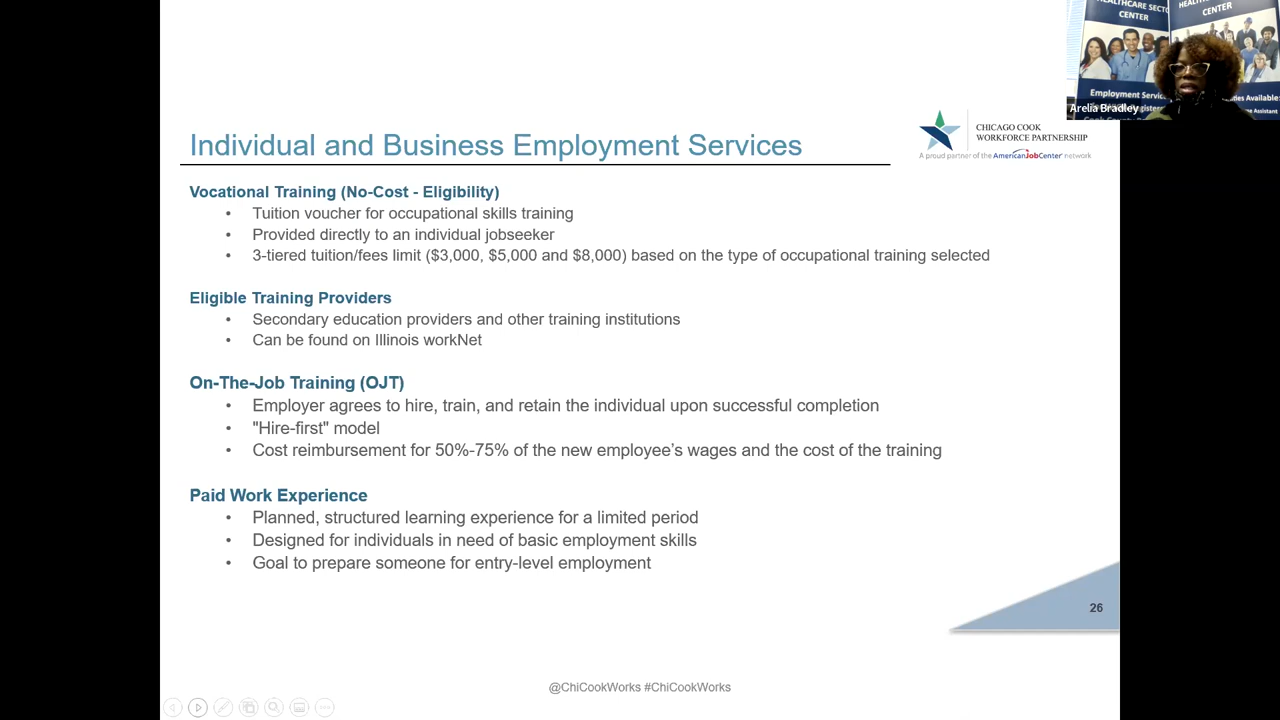 HEALTHCARE SECTO
CENTER
HEALTH
CENTER
Employment Servic
Arelia Bradley
ties Available:
Individual and Business Employment Services
CHICAGO COOK
WORKFORCE PARTNERSHIP
A proud partner of the AmericanJobCenter network
Vocational Training (No-Cost - Eligibility)
• Tuition voucher for occupational skills training
• Provided directly to an individual jobseeker
• 3-tiered tuition/fees limit ($3,000, $5,000 and $8,000) based on the type of occupational training selected
Eligible Training Providers
• Secondary education providers and other training institutions
• Can be found on Illinois workNet
On-The-Job Training (OJT)
• Employer agrees to hire, train, and retain the individual upon successful completion
• "Hire-first" model
• Cost reimbursement for 50%-75% of the new employee’s wages and the cost of the training
Paid Work Experience
• Planned, structured learning experience for a limited period
• Designed for individuals in need of basic employment skills
• Goal to prepare someone for entry-level employment
26
@ChiCookWorks #ChiCookWorks